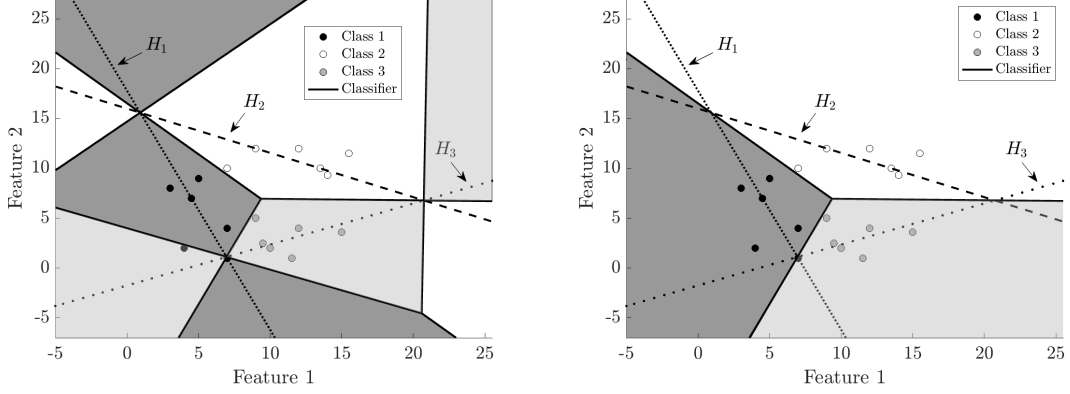 25
20
15
10
5
0
-5
-5 0 5 10 15 20 25
Feature 1
Feature 2
H1
H2
H3
Class 1
Class 2
Class 3
Classifier
25
20
15
10
5
0
-5
-5 0 5 10 15 20 25
Feature 1
Feature 2
H1
H2
H3
Class 1
Class 2
Class 3
Classifier